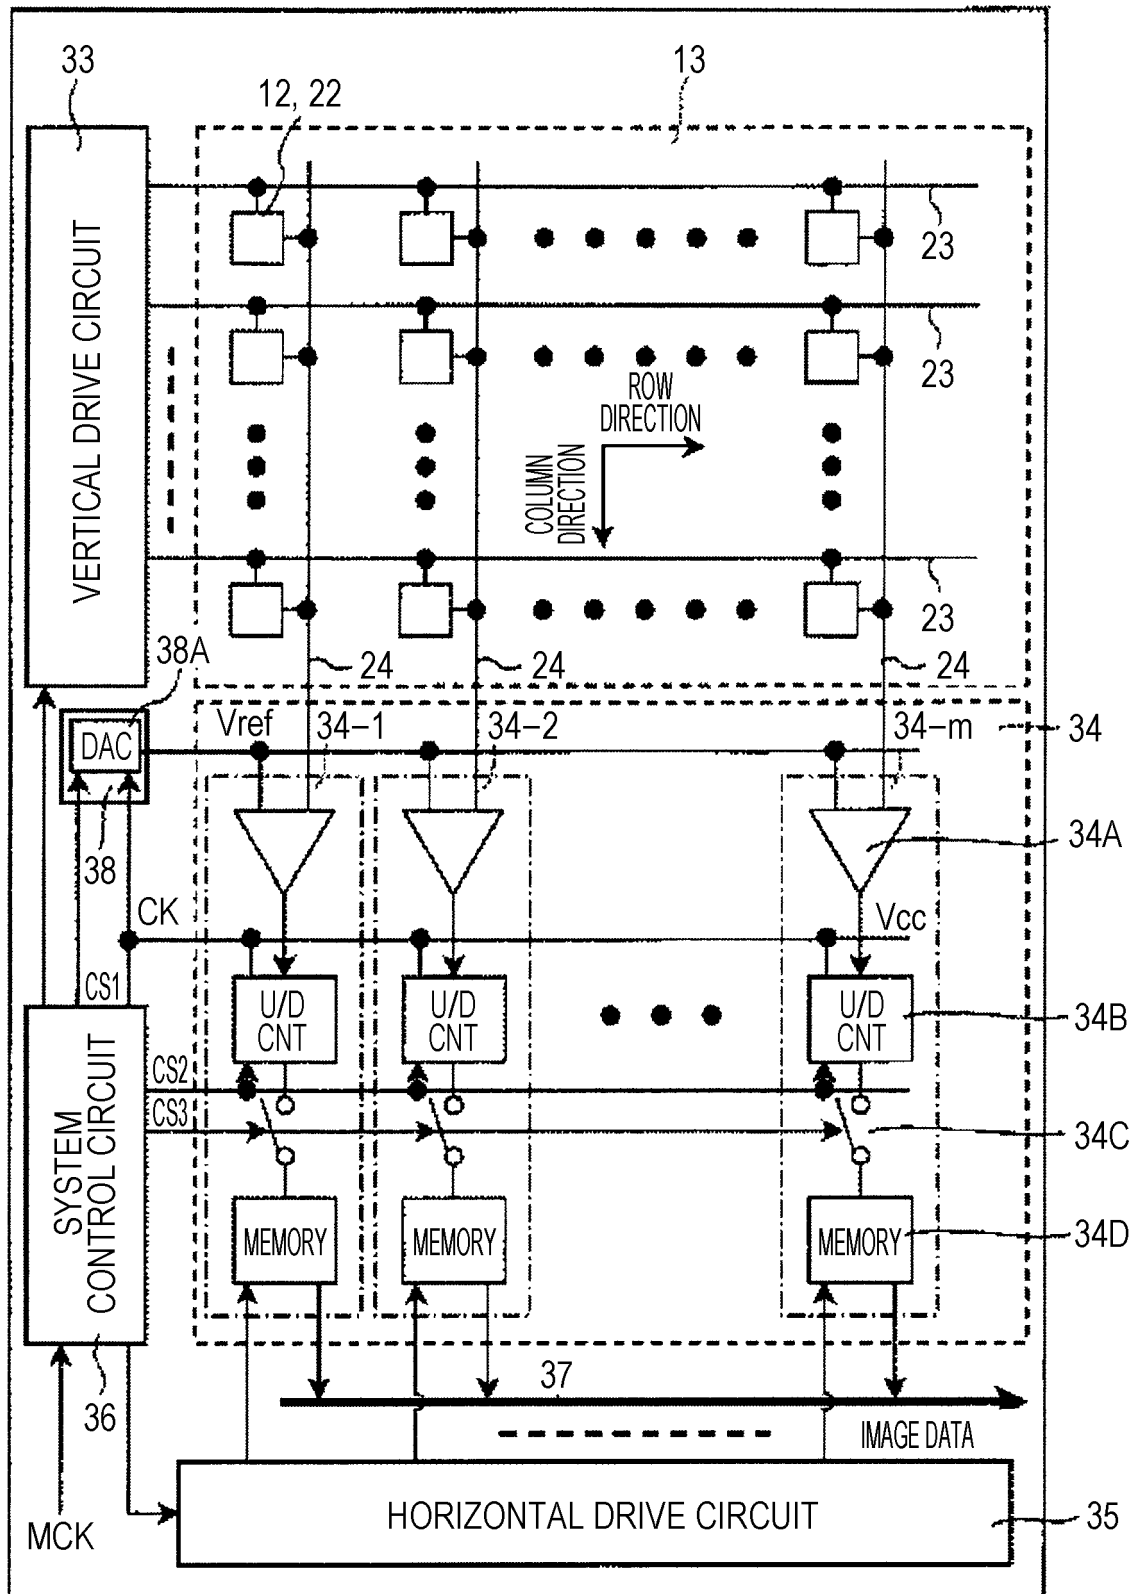 33
12, 22
13
VERTICAL DRIVE CIRCUIT
23
23
ROW
DIRECTION
COLUMN
DIRECTION
23
38A
24
24
24
DAC
Vref
34-1
34-2
34-m
34
38
34A
CK
Vcc
CS1
U/D
CNT
U/D
CNT
U/D
CNT
34B
SYSTEM
CONTROL CIRCUIT
CS2
CS3
34C
MEMORY
MEMORY
MEMORY
34D
36
37
IMAGE DATA
MCK
HORIZONTAL DRIVE CIRCUIT
35